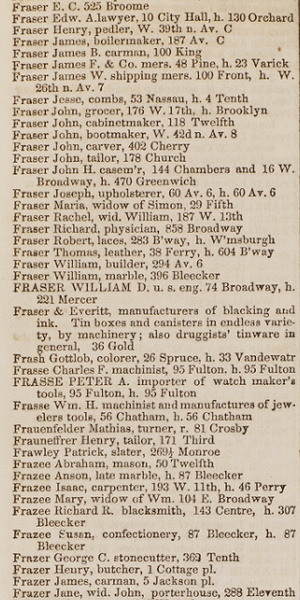 Fraser E. C. 525 Broome
Fraser Edw. A.lawyer, 10 City Hall, h. 130 Orchard
Fraser Henry, pedler, W. 39th n. Av. C
Fraser James, boilermaker, 187 Av. C
Fraser James B. carman, 100 King
Fraser James F. & Co. mers. 48 Pine, h. 23 Varick
Fraser James W. shipping mers. 100 Front, h. W.
26th n. Av. 7
Fraser Jesse, combs, 53 Nassau, h. 4 Tenth
Fraser John, grocer, 176 W. 17th, h. Brooklyn
Fraser John, cabinetmaker, 118 Twelfth
Fraser John, bootmaker, W. 42d n. Av. 8
Fraser John, carver, 402 Cherry
Fraser John, tailor, 178 Church
Fraser John H. casem'r, 144 Chambers and 16 W.
Broadway, h. 470 Greenwich
Fraser Joseph, upholsterer, 60 Av. 6, h. 60 Av. 6
Fraser Maria, widow of Simon, 29 Fifth
Fraser Rachel, wid. William, 187 W. 13th
Fraser Richard, physician, 858 Broadway
Fraser Robert, laces, 283 B'way, h. W'msburgh
Fraser Thomas, leather, 38 Ferry, h. 604 B'way
Fraser William, builder, 294 Av. 6
Fraser William, marble, 396 Bleecker
FRASER WILLIAM D. u. s. eng. 74 Broadway, h.
221 Mercer
Fraser & Everitt, manufacturers of blacking and
ink. Tin boxes and canisters in endless varie-
ty, by machinery; also druggists' tinware in
general, 36 Gold
Frash Gottlob, colorer, 26 Spruce, h. 33 Vandewatr
Frasse Charles F. machinist, 95 Fulton. h. 95 Fulton
FRASSE PETER A. importer of watch maker's
tools, 95 Fulton, h. 95 Fulton
Frasse Wm. H. machinist and manufactures of jew-
elers tools, 56 Chatham, h. 56 Chatham
Frauenfelder Mathias, turner, r. 81 Crosby
Frauneffrer Henry, tailor, 171 Third
Frawley Patrick, slater, 269½ Monroe
Frazee Abraham, mason, 50 Twelfth
Frazee Anson, late marble, h. 87 Bleecker
Frazee Isaac, carpenter, 193 W. 11th, h. 46 Perry
Frazee Mary, widow of Wm. 104 E. Broadway
Frazee Richard R. blacksmith, 143 Centre, h. 307
Bleecker
Frazee Susan, confectionery, 87 Bleecker, h. 87
Bleecker
Frazer George C. stonecutter, 369 Tenth
Frazer Henry, butcher, 1 Cottage pl.
Frazer James, carman, 5 Jackson pl.
Frazer Jane, wid. John, porterhouse, 288 Eleventh